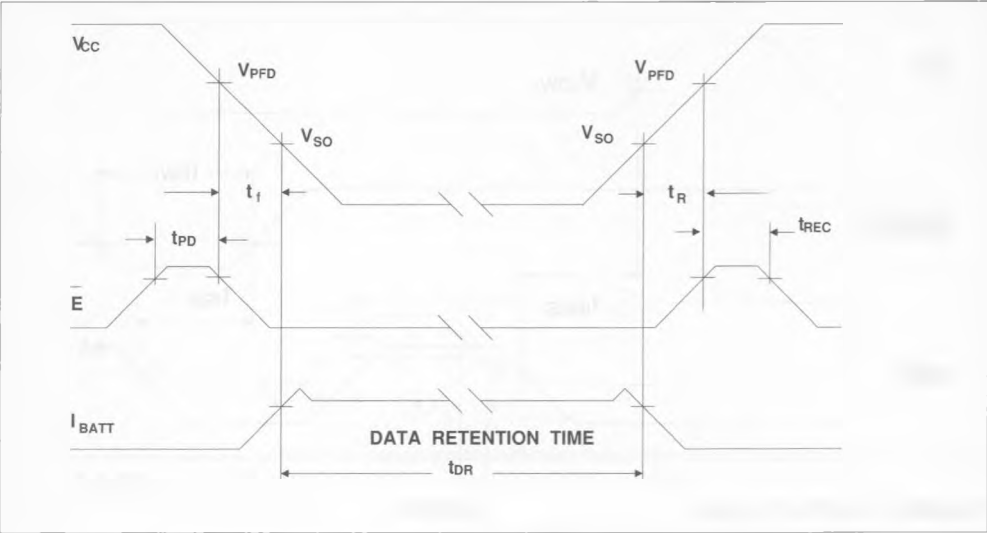 VCC
VPFD
VPFD
VSO
VSO
tf
tR
tPD
tREC
E
IBATT
DATA RETENTION TIME
tDR